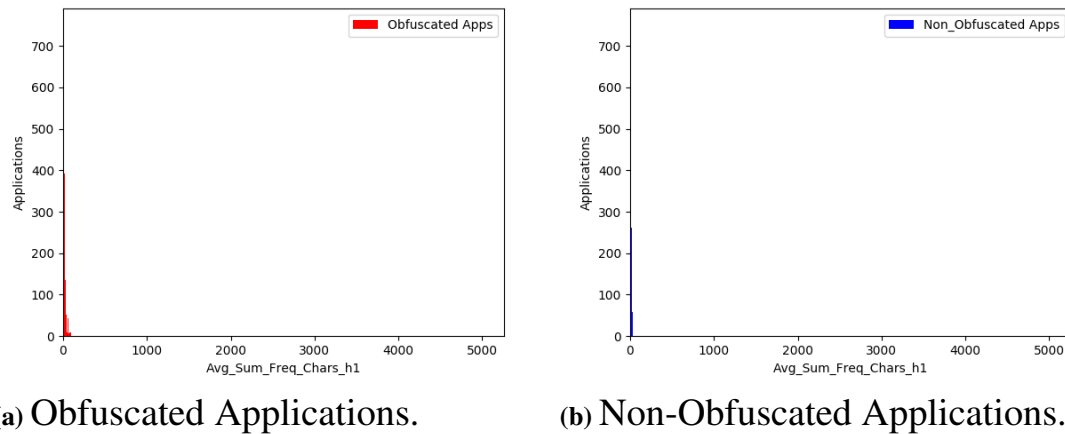 Obfuscated Apps
700
600
500
400
300
200
100
0
Applications
0 1000 2000 3000 4000 5000
Avg_Sum_Freq_Chars_h1
Non_Obfuscated Apps
700
600
500
400
300
200
100
0
Applications
0 1000 2000 3000 4000 5000
Avg_Sum_Freq_Chars_h1
a) Obfuscated Applications.
(b) Non-Obfuscated Applications.